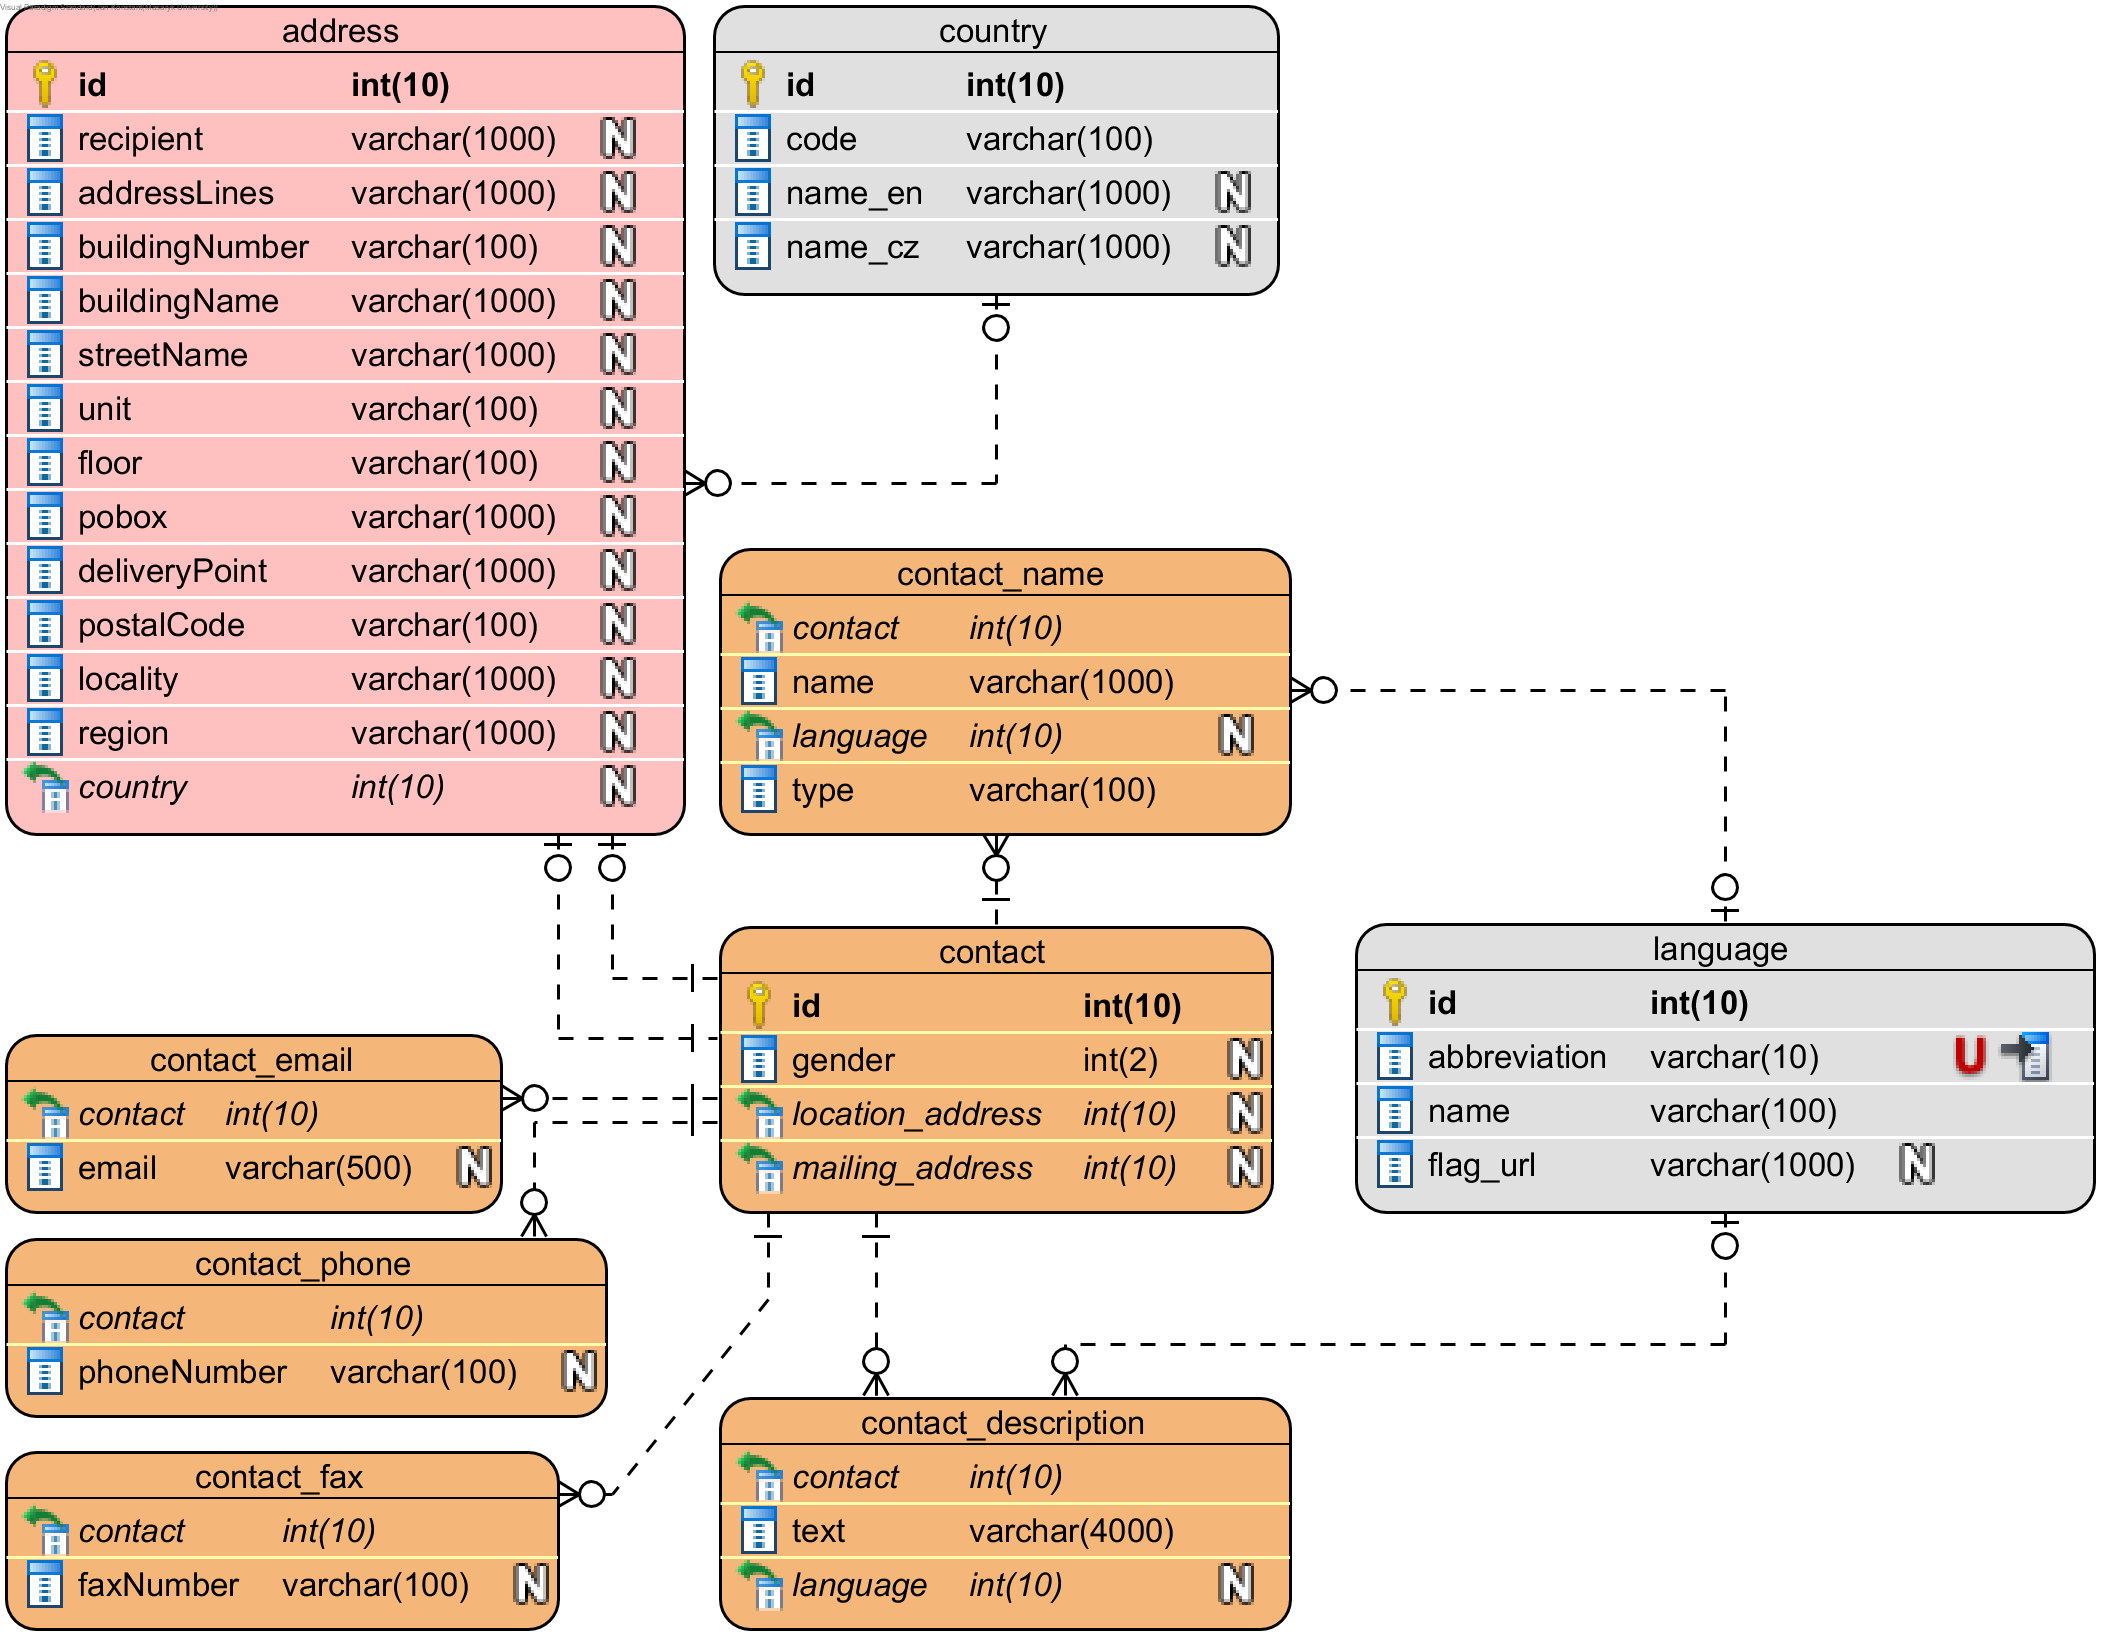 address
id int(10)
recipient varchar(1000) N
addressLines varchar(1000) N
buildingNumber varchar(100) N
buildingName varchar(1000) N
streetName varchar(1000) N
unit varchar(100) N
floor varchar(100) N
pobox varchar(1000) N
deliveryPoint varchar(1000) N
postalCode varchar(100) N
locality varchar(1000) N
region varchar(1000) N
country int(10) N
country
id int(10)
code varchar(100)
name_en varchar(1000) N
name_cz varchar(1000) N
contact_name
contact int(10)
name varchar(1000)
language int(10) N
type varchar(100)
contact
id int(10)
gender int(2) N
location_address int(10) N
mailing_address int(10) N
language
id int(10)
abbreviation varchar(10) U
name varchar(100)
flag_url varchar(1000) N
contact_email
contact int(10)
email varchar(500) N
contact_phone
contact int(10)
phoneNumber varchar(100) N
contact_fax
contact int(10)
faxNumber varchar(100) N
contact_description
contact int(10)
text varchar(4000)
language int(10) N